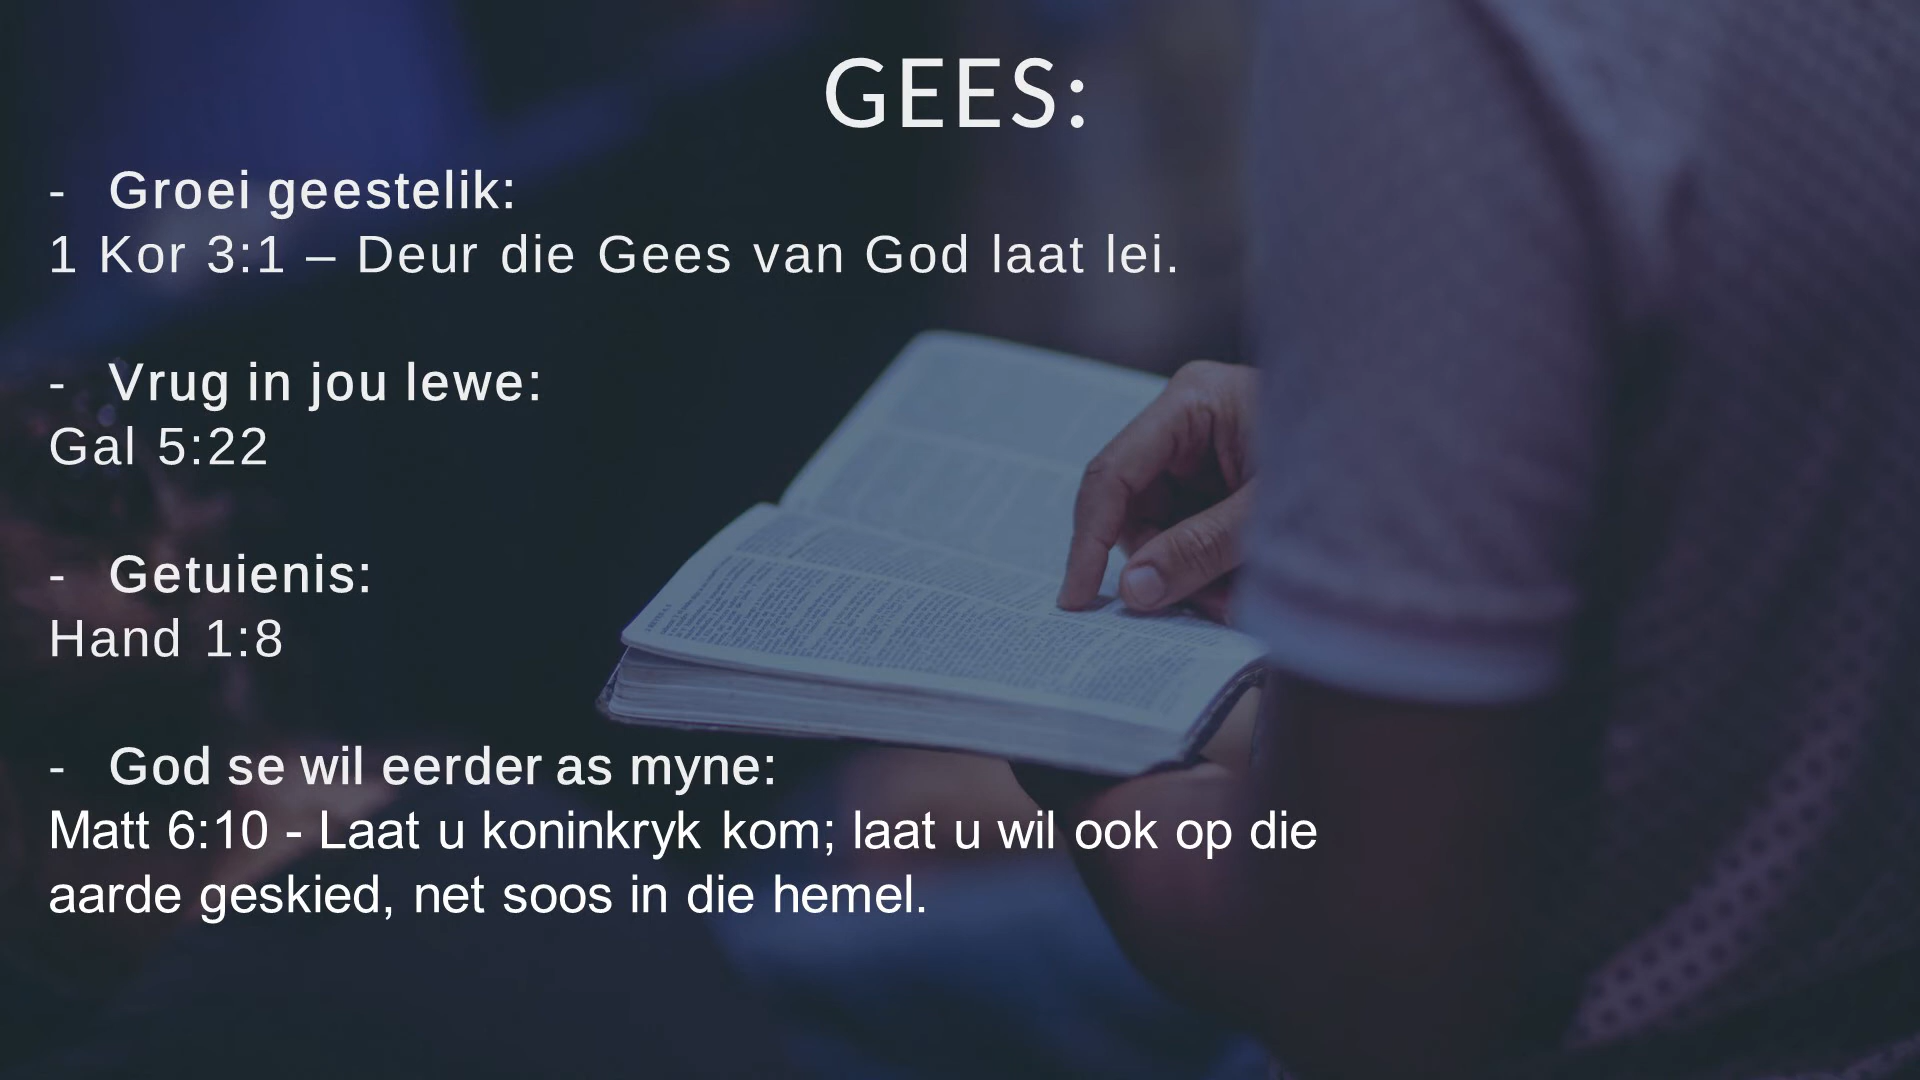 GEES:
- Groei geestelik:
1 Kor 3:1 – Deur die Gees van God laat lei.
- Vrug in jou lewe:
Gal 5:22
- Getuienis:
Hand 1:8
- God se wil eerder as myne:
Matt 6:10 - Laat u koninkryk kom; laat u wil ook op die
aarde geskied, net soos in die hemel.